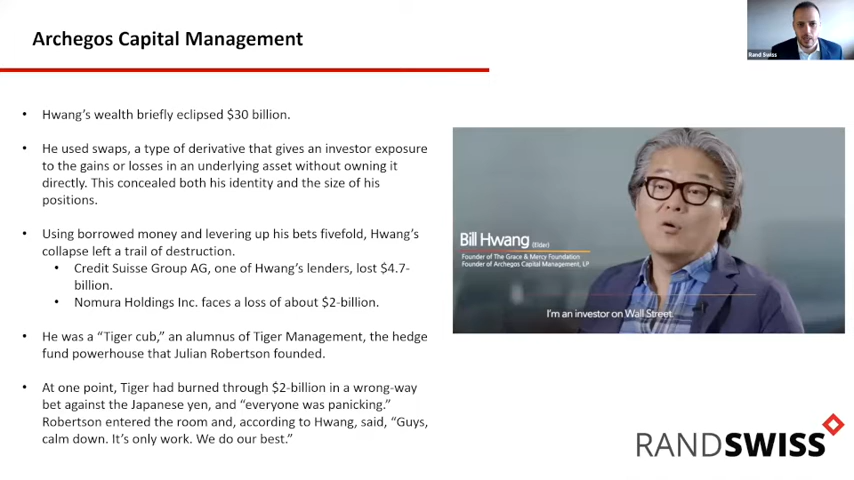 Archegos Capital Management
Rand Swiss
• Hwang's wealth briefly eclipsed $30 billion.
• He used swaps, a type of derivative that gives an investor exposure
to the gains or losses in an underlying asset without owning it
directly. This concealed both his identity and the size of his
positions.
• Using borrowed money and levering up his bets fivefold, Hwang's
collapse left a trail of destruction.
• Credit Suisse Group AG, one of Hwang's lenders, lost $4.7-
billion.
• Nomura Holdings Inc. faces a loss of about $2-billion.
• He was a “Tiger cub,” an alumnus of Tiger Management, the hedge
fund powerhouse that Julian Robertson founded.
• At one point, Tiger had burned through $2-billion in a wrong-way
bet against the Japanese yen, and “everyone was panicking.”
Robertson entered the room and, according to Hwang, said, “Guys,
calm down. It's only work. We do our best.”
Bill Hwang (Elder)
Founder of The Grace & Mercy Foundation
Founder of Archegos Capital Management, LP
I'm an investor on Wall Street.
RANDSWISS